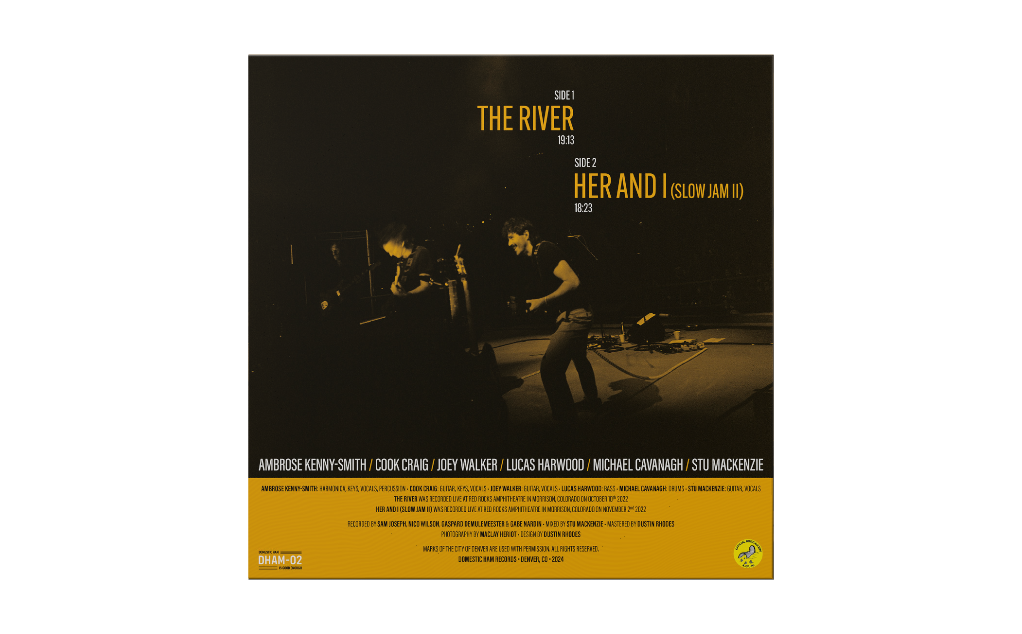 SIDE 1
THE RIVER
19:13
SIDE 2
HER AND I (SLOW JAM II)
18:23
AMBROSE KENNY-SMITH / COOK CRAIG / JOEY WALKER / LUCAS HARWOOD / MICHAEL CAVANAGH / STU MACKENZIE
AMBROSE KENNY-SMITH: HARMONICA, KEYS, VOCALS, PERCUSSION • COOK CRAIG: GUITAR, KEYS, VOCALS • JOEY WALKER: GUITAR, VOCALS • LUCAS HARWOOD: BASS • MICHAEL CAVANAGH: DRUMS • STU MACKENZIE: GUITAR, VOCALS
THE RIVER WAS RECORDED LIVE AT RED ROCKS AMPHITHEATRE IN MORRISON, COLORADO ON OCTOBER 10TH 2022
HER AND I (SLOW JAM II) WAS RECORDED LIVE AT RED ROCKS AMPHITHEATRE IN MORRISON, COLORADO ON NOVEMBER 2ND 2022
RECORDED BY SAM JOSEPH, NICO WILSON, GASPARD DEMULEMEESTER & GABE NARDIN • MIXED BY STU MACKENZIE • MASTERED BY DUSTIN RHODES
PHOTOGRAPHY BY MACLAY HERIOT • DESIGN BY DUSTIN RHODES
MARKS OF THE CITY OF DENVER ARE USED WITH PERMISSION. ALL RIGHTS RESERVED.
DOMESTIC HAM RECORDS • DENVER, CO • 2024
DHAM-02